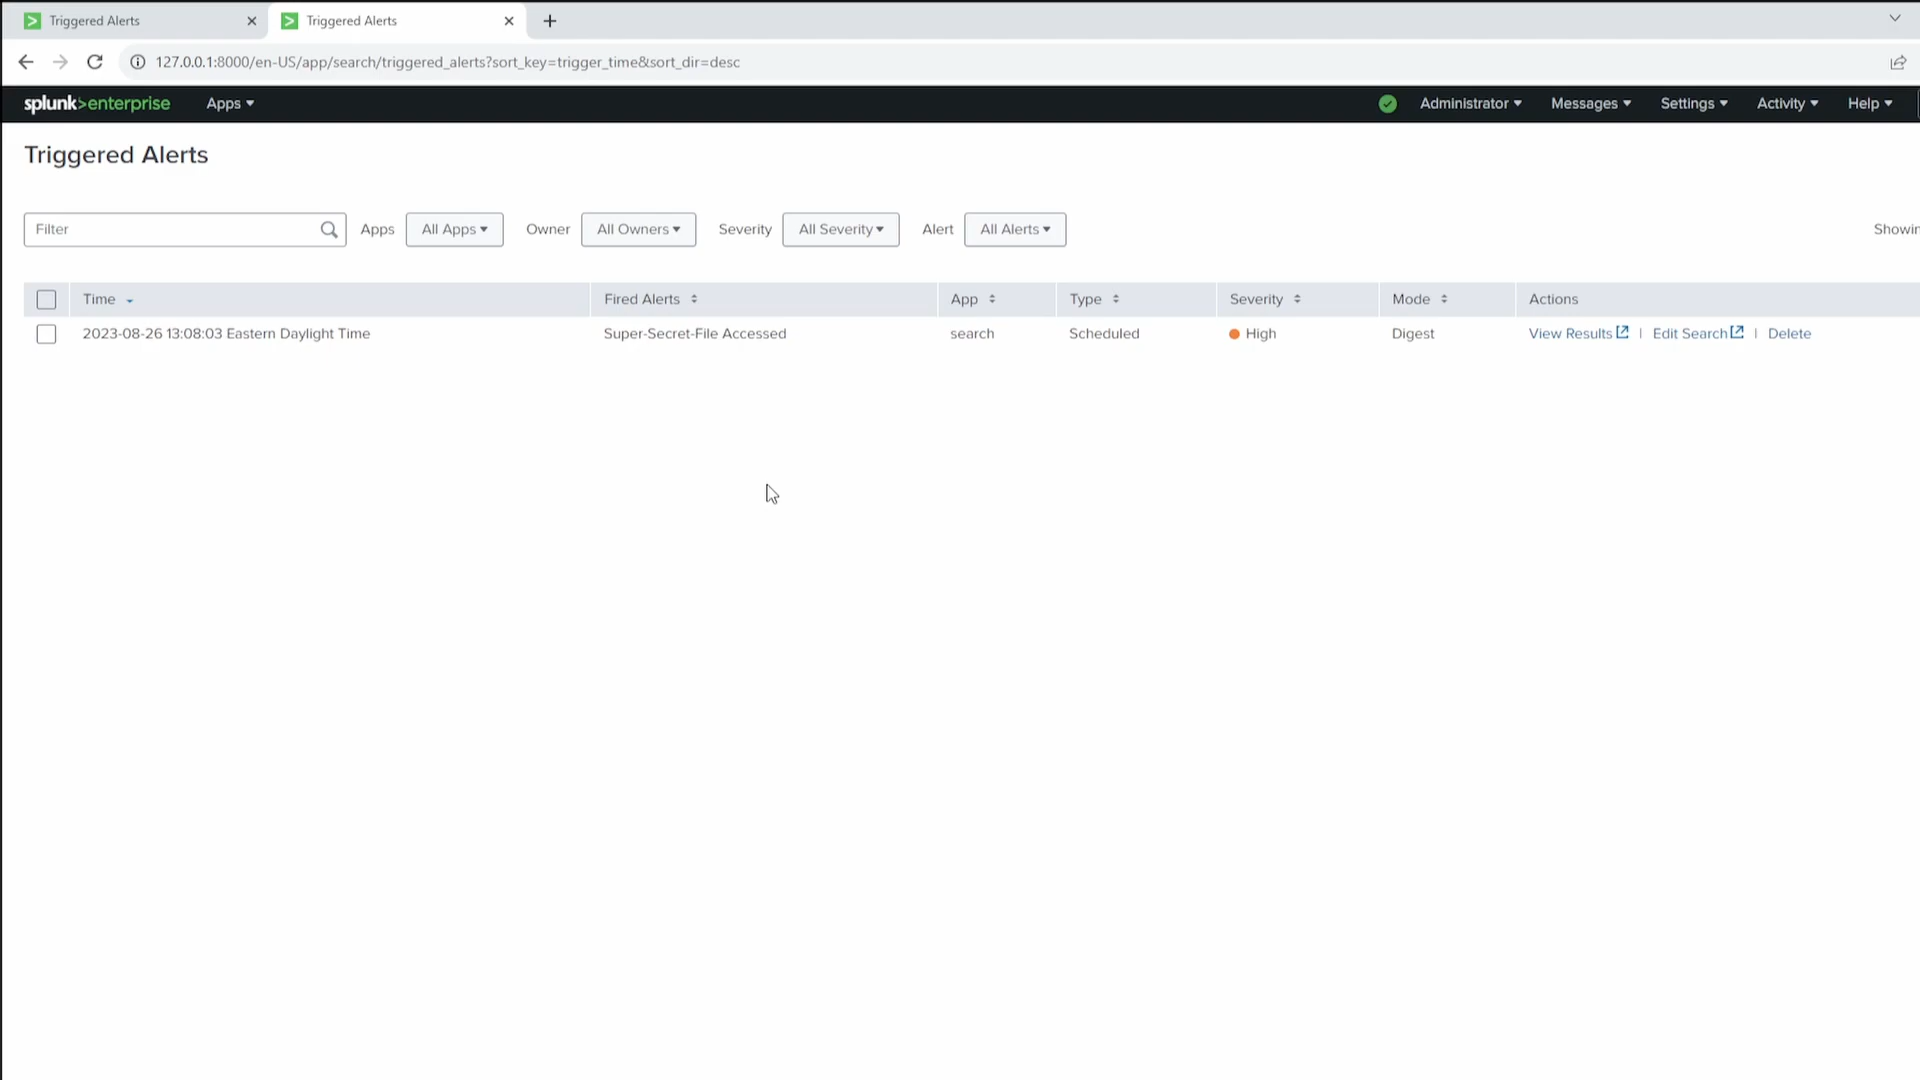 Triggered Alerts
Triggered Alerts
127.0.0.1:8000/en-US/app/search/triggered_alerts?sort_key=trigger_time&sort_dir=desc
splunk>enterprise Apps Administrator Messages Settings Activity Help
Triggered Alerts
Filter Apps All Apps Owner All Owners Severity All Severity Alert All Alerts Showin
Time Fired Alerts App Type Severity Mode Actions
2023-08-26 13:08:03 Eastern Daylight Time Super-Secret-File Accessed search Scheduled High Digest View Results | Edit Search | Delete